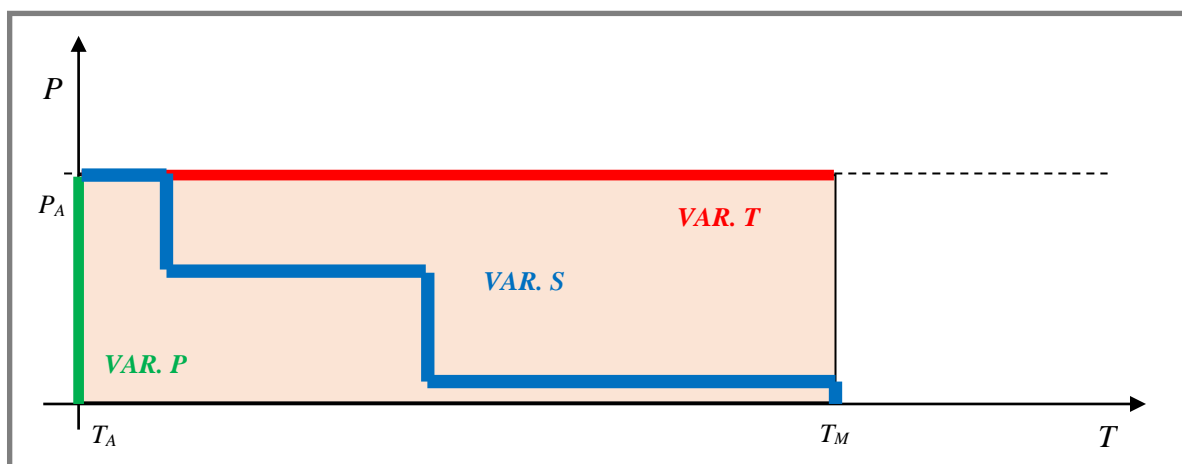 P
P_A
VAR. T
VAR. S
VAR. P
T_A
T_M
T